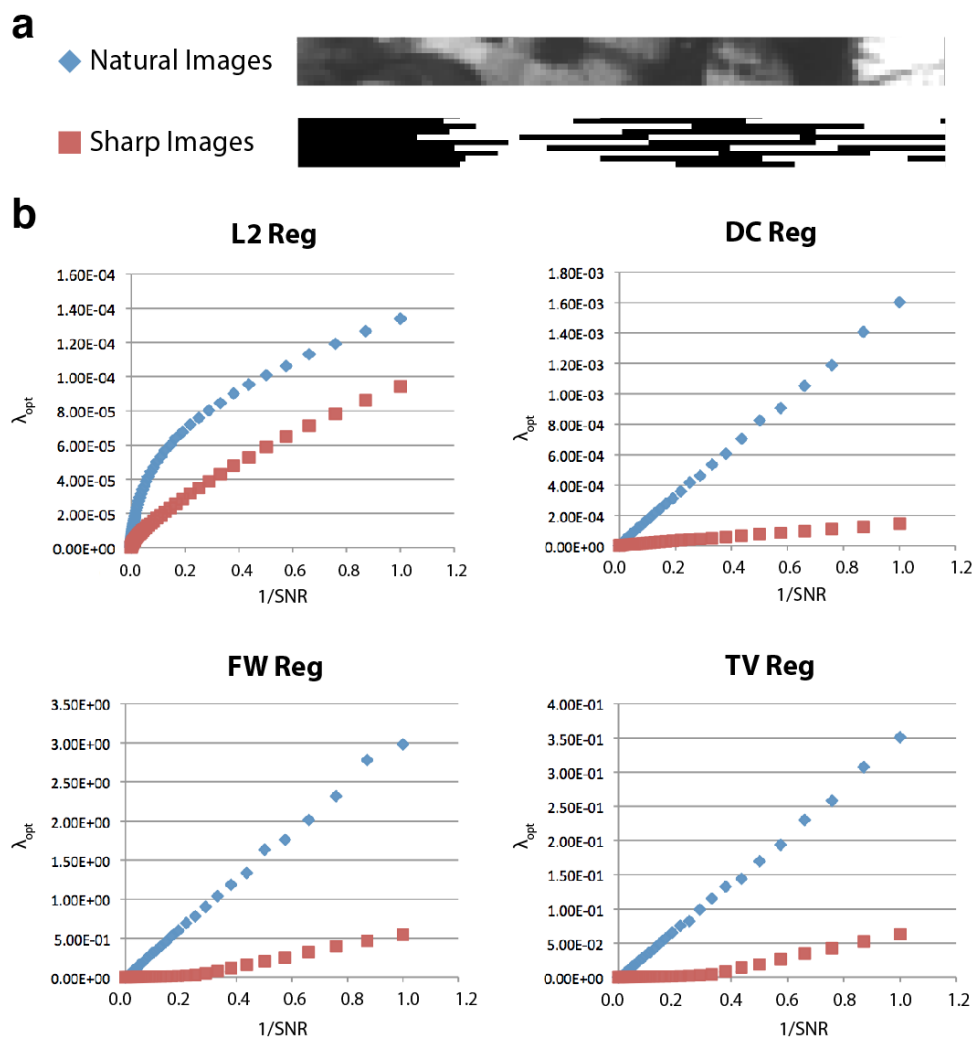 a
Natural Images
Sharp Images
b
L2 Reg
1.60E-04
1.40E-04
1.20E-04
1.00E-04
8.00E-05
6.00E-05
4.00E-05
2.00E-05
0.00E+00
λopt
0.0 0.2 0.4 0.6 0.8 1.0 1.2
1/SNR
DC Reg
1.80E-03
1.60E-03
1.40E-03
1.20E-03
1.00E-03
8.00E-04
6.00E-04
4.00E-04
2.00E-04
0.00E+00
λopt
0.0 0.2 0.4 0.6 0.8 1.0 1.2
1/SNR
FW Reg
3.50E+00
3.00E+00
2.50E+00
2.00E+00
1.50E+00
1.00E+00
5.00E-01
0.00E+00
λopt
0.0 0.2 0.4 0.6 0.8 1.0 1.2
1/SNR
TV Reg
4.00E-01
3.50E-01
3.00E-01
2.50E-01
2.00E-01
1.50E-01
1.00E-01
5.00E-02
0.00E+00
λopt
0.0 0.2 0.4 0.6 0.8 1.0 1.2
1/SNR